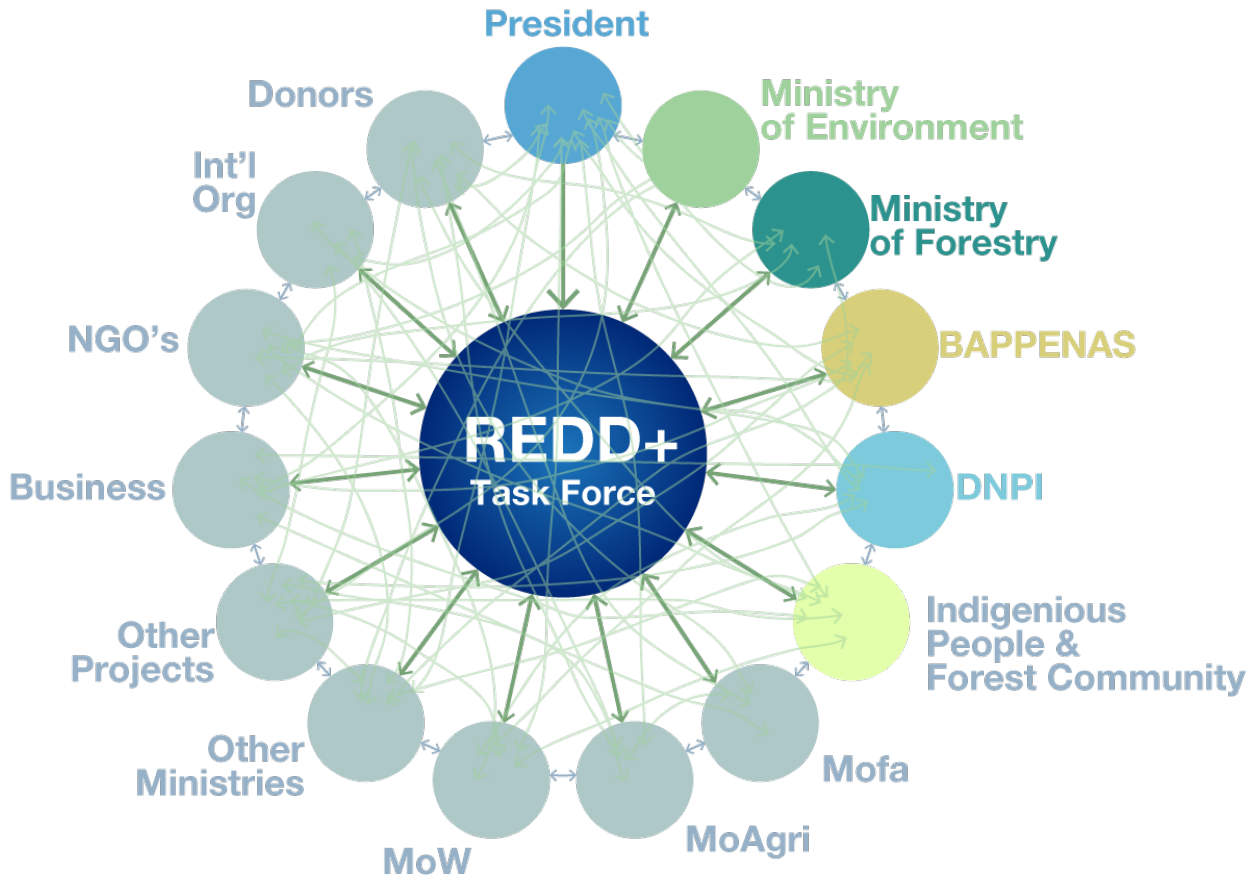 President
Donors
Ministry
of Environment
Int'l
Org
Ministry
of Forestry
NGO's
BAPPENAS
REDD+
Task Force
Business
DNPI
Indigenious
People &
Forest Community
Other
Projects
Other
Ministries
Mofa
MoAgri
MoW